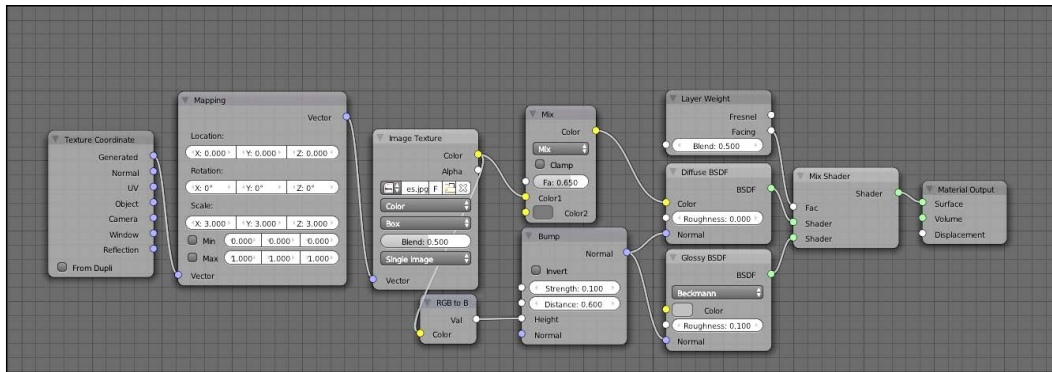 Texture Coordinate
Generated
Normal
UV
Object
Camera
Window
Reflection
From Dupli
Mapping
Vector
Location:
X: 0.000 Y: 0.000 Z: 0.000
Rotation:
X: 0° Y: 0° Z: 0°
Scale:
X: 3.000 Y: 3.000 Z: 3.000
Min 0.000 0.000 0.000
Max 1.000 1.000 1.000
Vector
Image Texture
Color
Alpha
es.jpg F
Color
Box
Blend: 0.500
Single Image
Vector
RGB to B
Val
Color
Mix
Color
Mix
Clamp
Fa: 0.650
Color1
Color2
Bump
Normal
Invert
Strength: 0.100
Distance: 0.600
Height
Normal
Layer Weight
Fresnel
Facing
Blend: 0.500
Diffuse BSDF
BSDF
Color
Roughness: 0.000
Normal
Glossy BSDF
BSDF
Beckmann
Color
Roughness: 0.100
Normal
Mix Shader
Shader
Fac
Shader
Shader
Material Output
Surface
Volume
Displacement